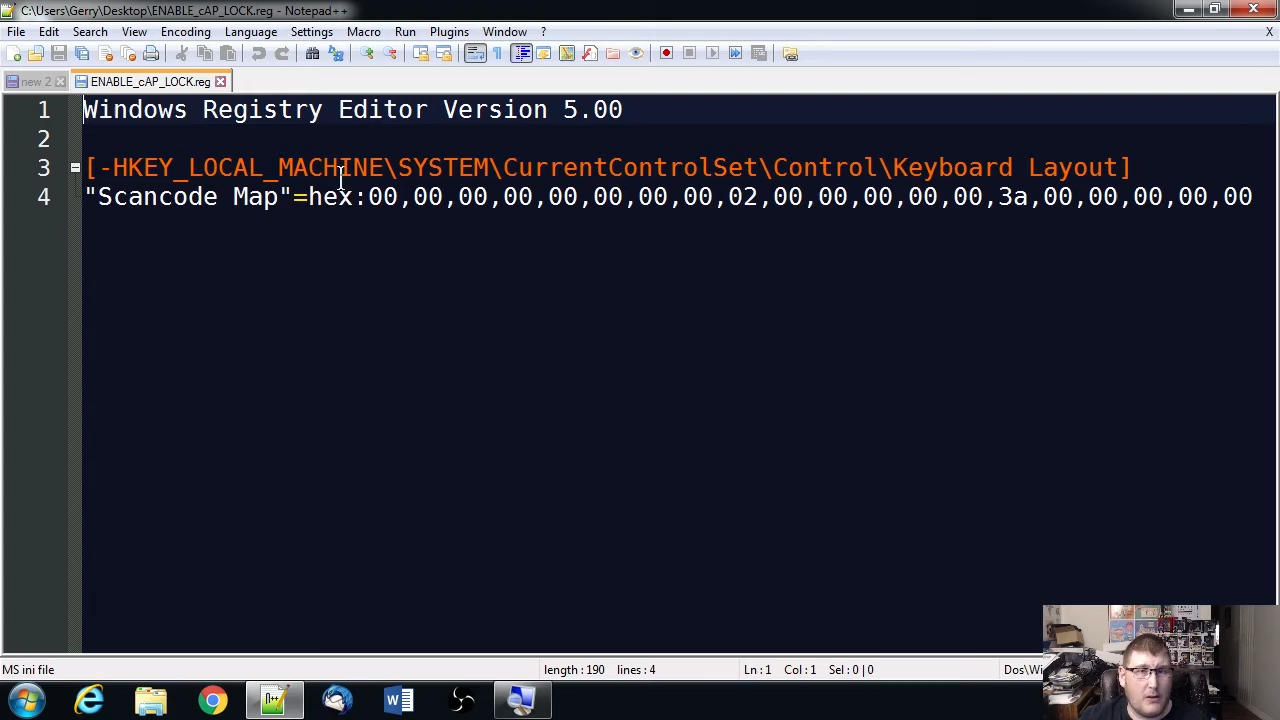 C:\Users\Gerry\Desktop\ENABLE_cAP_LOCK.reg - Notepad++
File Edit Search View Encoding Language Settings Macro Run Plugins Window ? X
new 2 ENABLE_cAP_LOCK.reg
1 Windows Registry Editor Version 5.00
2
3 [-HKEY_LOCAL_MACHINE\SYSTEM\CurrentControlSet\Control\Keyboard Layout]
4 "Scancode Map"=hex:00,00,00,00,00,00,00,00,02,00,00,00,00,00,3a,00,00,00,00,00
MS ini file length : 190 lines : 4 Ln : 1 Col : 1 Sel : 0 | 0 Dos\Wi